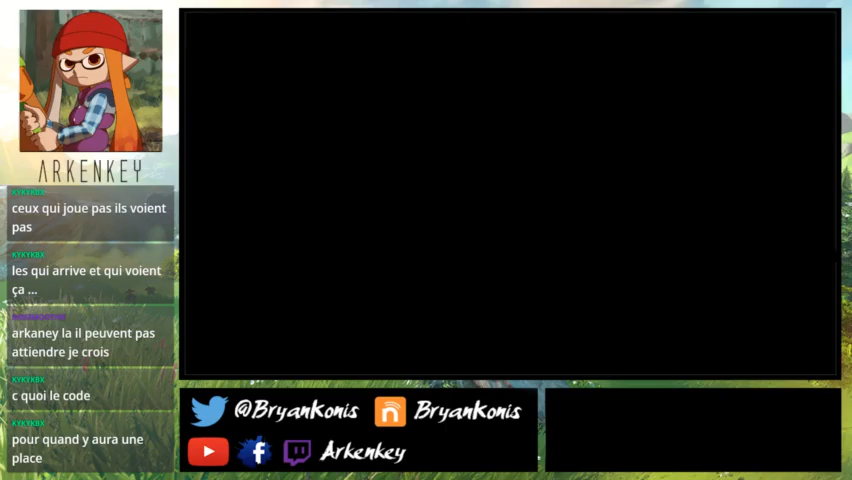 ARKENKEY
KYKYKBX
ceux qui joue pas ils voient
pas
KYKYKBX
les qui arrive et qui voient
ça ...
arkaney la il peuvent pas
attiendre je crois
KYKYKBX
c quoi le code
KYKYKBX
pour quand y aura une
place
@BryanKonis
BryanKonis
Arkenkey